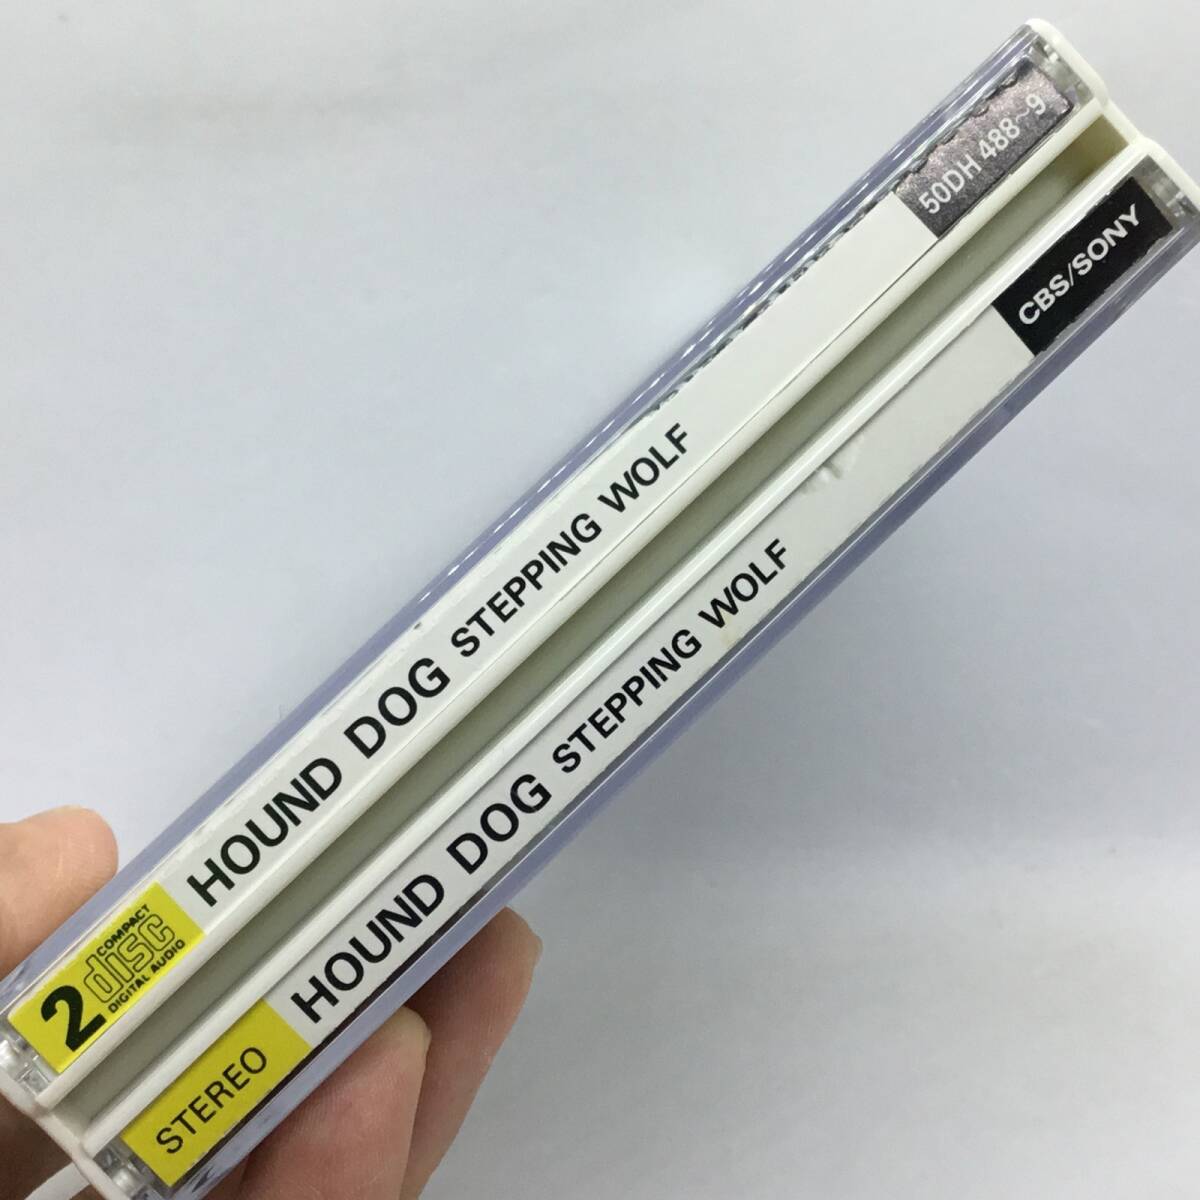 2 COMPACT disc DIGITAL AUDIO HOUND DOG STEPPING WOLF 50DH 488~9
STEREO HOUND DOG STEPPING WOLF CBS/SONY